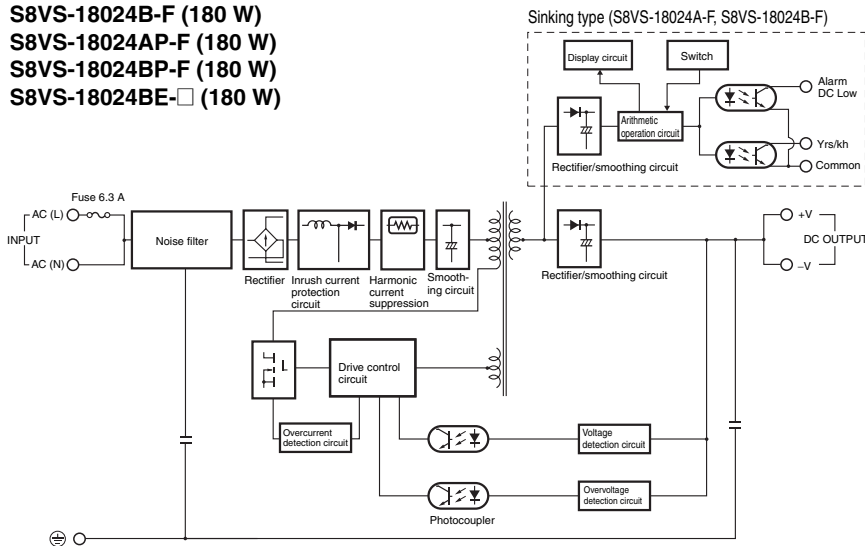 S8VS-18024B-F (180 W)
S8VS-18024AP-F (180 W)
S8VS-18024BP-F (180 W)
S8VS-18024BE-□ (180 W)
Sinking type (S8VS-18024A-F, S8VS-18024B-F)
Display circuit
Switch
Alarm
DC Low
Arithmetic
operation circuit
Yrs/kh
Common
Rectifier/smoothing circuit
Fuse 6.3 A
AC (L)
INPUT
AC (N)
Noise filter
Rectifier
Inrush current
protection
circuit
Harmonic
current
suppression
Smooth-
ing circuit
Rectifier/smoothing circuit
+V
DC OUTPUT
–V
Drive control
circuit
Overcurrent
detection circuit
Voltage
detection circuit
Overvoltage
detection circuit
Photocoupler